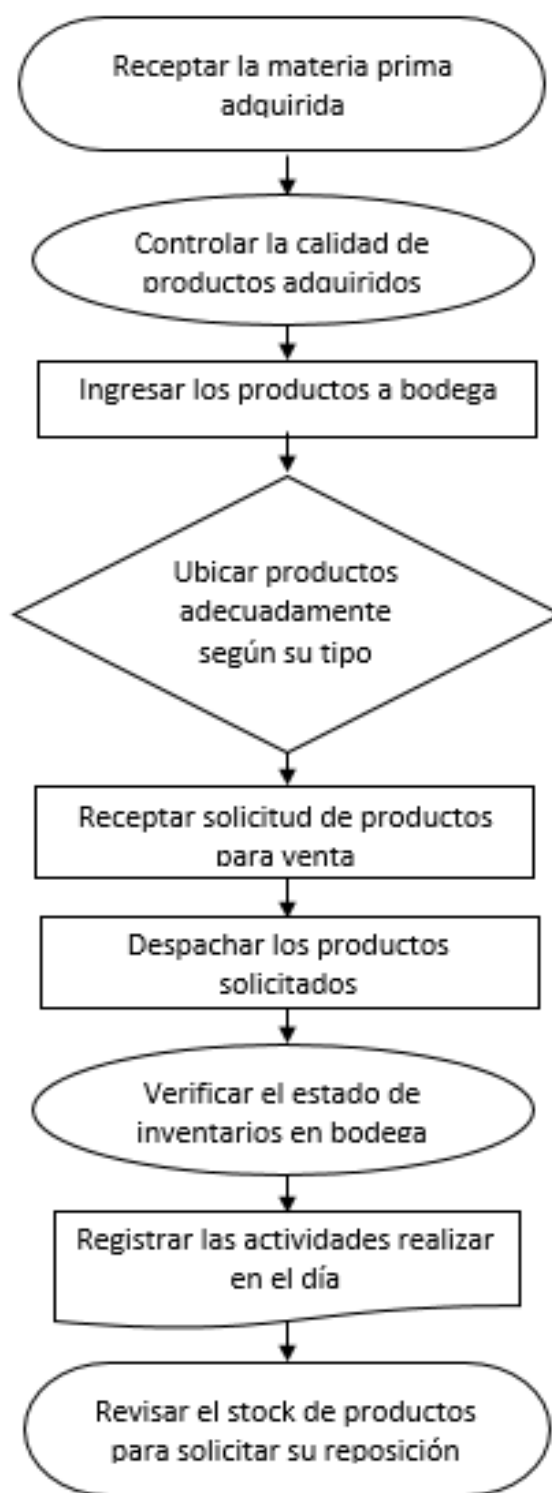 Receptar la materia prima
adquirida
Controlar la calidad de
productos adquiridos
Ingresar los productos a bodega
Ubicar productos
adecuadamente
según su tipo
Receptar solicitud de productos
para venta
Despachar los productos
solicitados
Verificar el estado de
inventarios en bodega
Registrar las actividades realizar
en el día
Revisar el stock de productos
para solicitar su reposición